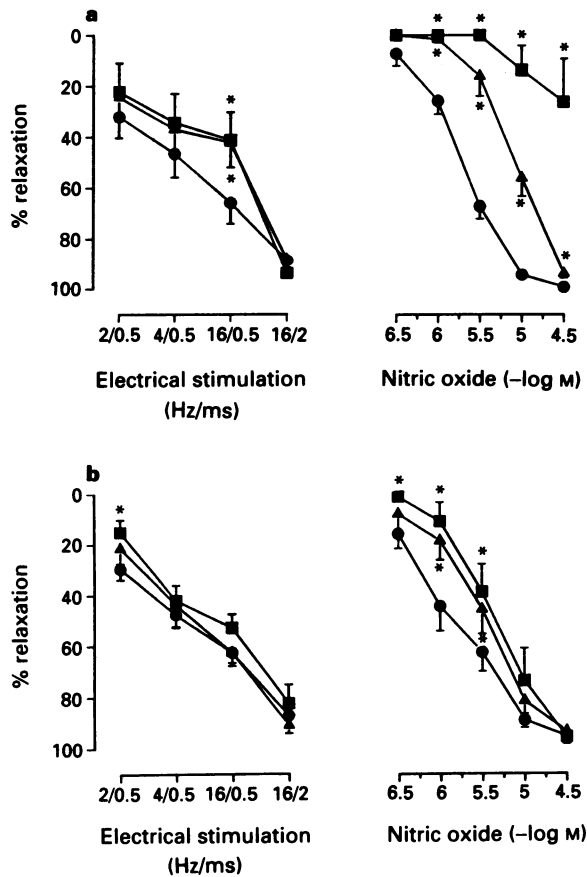 a
0
20
40
60
80
100
% relaxation
* *
2/0.5 4/0.5 16/0.5 16/2
Electrical stimulation
(Hz/ms)
* * * *
* * * *
6.5 6 5.5 5 4.5
Nitric oxide (–log M)
b
0
20
40
60
80
100
% relaxation
*
2/0.5 4/0.5 16/0.5 16/2
Electrical stimulation
(Hz/ms)
* * *
* *
6.5 6 5.5 5 4.5
Nitric oxide (–log M)